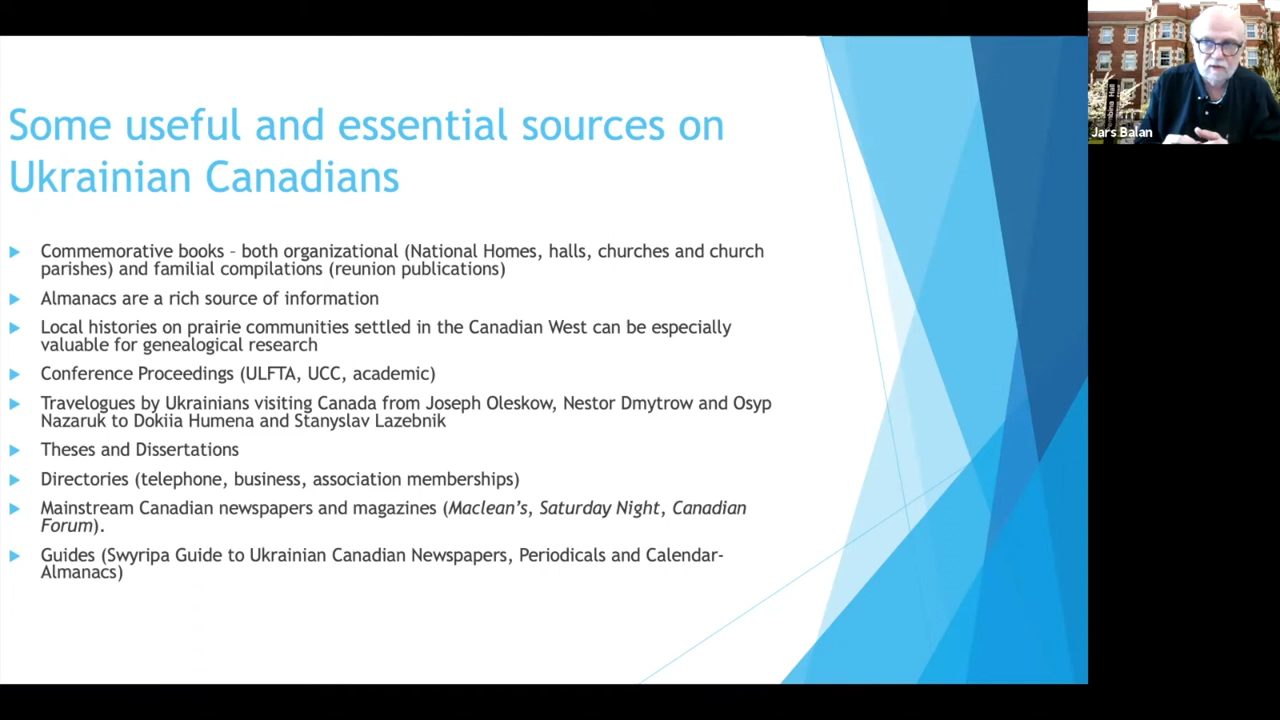 Some useful and essential sources on
Ukrainian Canadians
Commemorative books – both organizational (National Homes, halls, churches and church
parishes) and familial compilations (reunion publications)
Almanacs are a rich source of information
Local histories on prairie communities settled in the Canadian West can be especially
valuable for genealogical research
Conference Proceedings (ULFTA, UCC, academic)
Travelogues by Ukrainians visiting Canada from Joseph Oleskow, Nestor Dmytrow and Osyp
Nazaruk to Dokiia Humena and Stanyslav Lazebnik
Theses and Dissertations
Directories (telephone, business, association memberships)
Mainstream Canadian newspapers and magazines (Maclean's, Saturday Night, Canadian
Forum).
Guides (Swyripa Guide to Ukrainian Canadian Newspapers, Periodicals and Calendar-
Almanacs)
Jars Balan